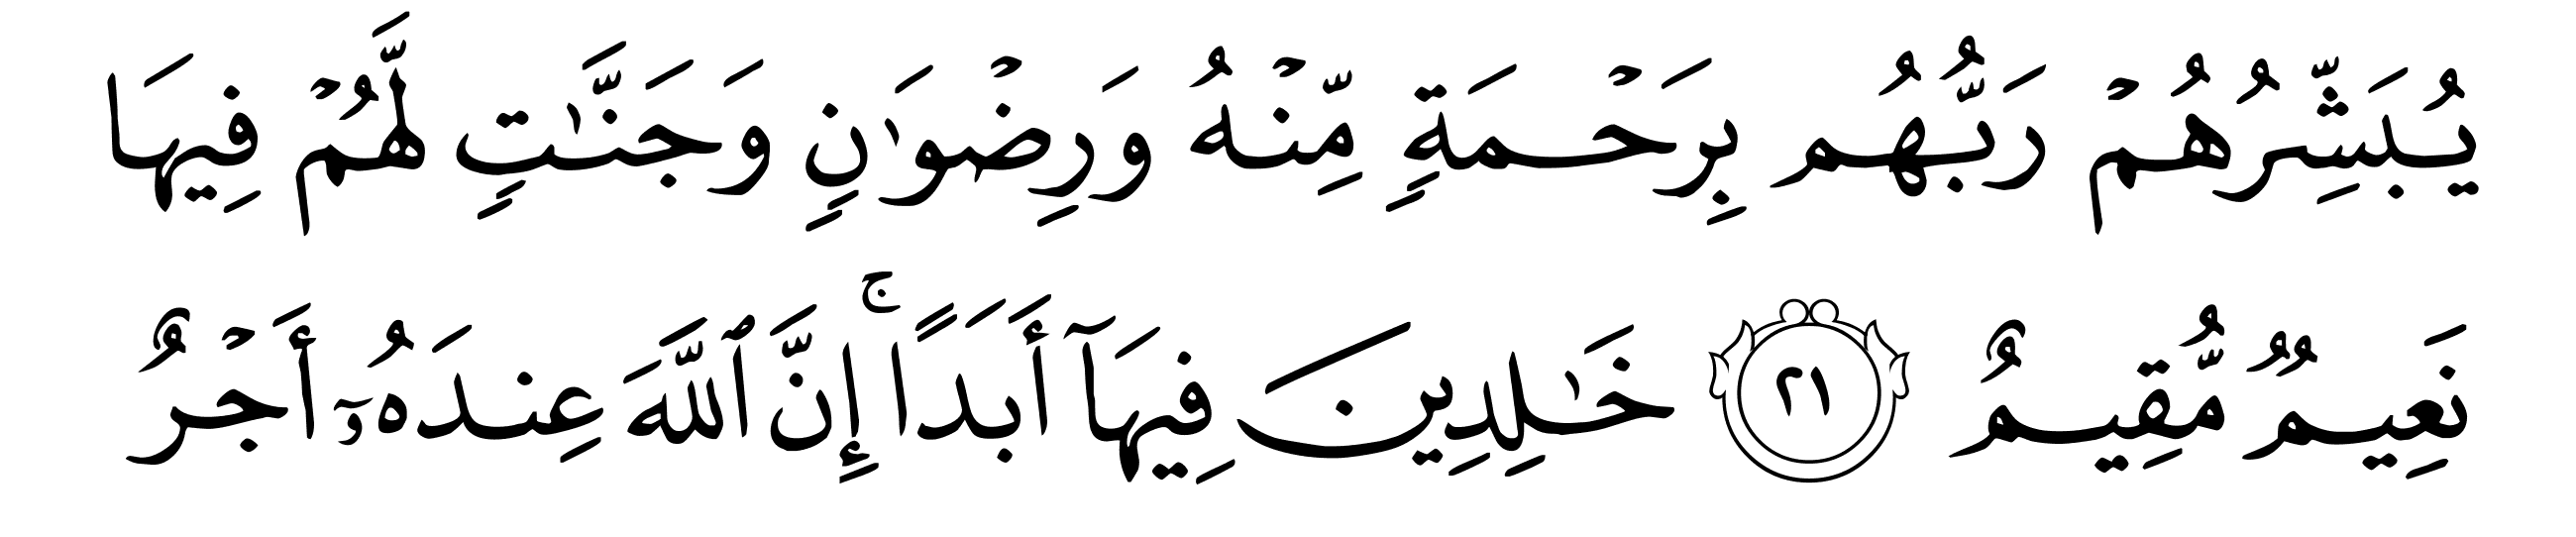 يُبَشِّرُهُمْ رَبُّهُم بِرَحْمَةٍ مِّنْهُ وَرِضْوَٰنٍ وَجَنَّٰتٍ لَّهُمْ فِيهَا
نَعِيمٌ مُّقِيمٌ ٢١ خَٰلِدِينَ فِيهَآ أَبَدًا ۚ إِنَّ ٱللَّهَ عِندَهُۥٓ أَجْرٌ